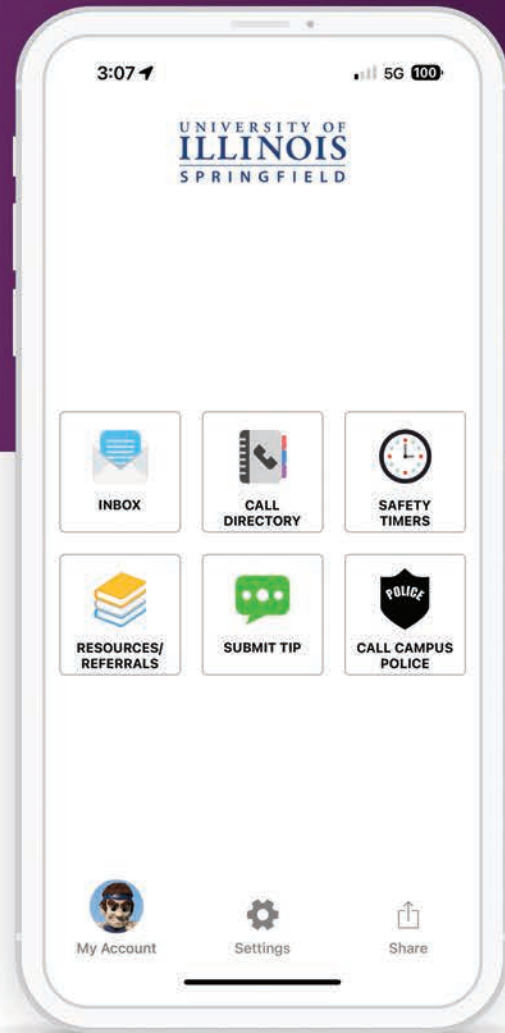 3:07
5G 100
UNIVERSITY OF
ILLINOIS
SPRINGFIELD
INBOX
CALL
DIRECTORY
SAFETY
TIMERS
RESOURCES/
REFERRALS
SUBMIT TIP
POLICE
CALL CAMPUS
POLICE
My Account
Settings
Share